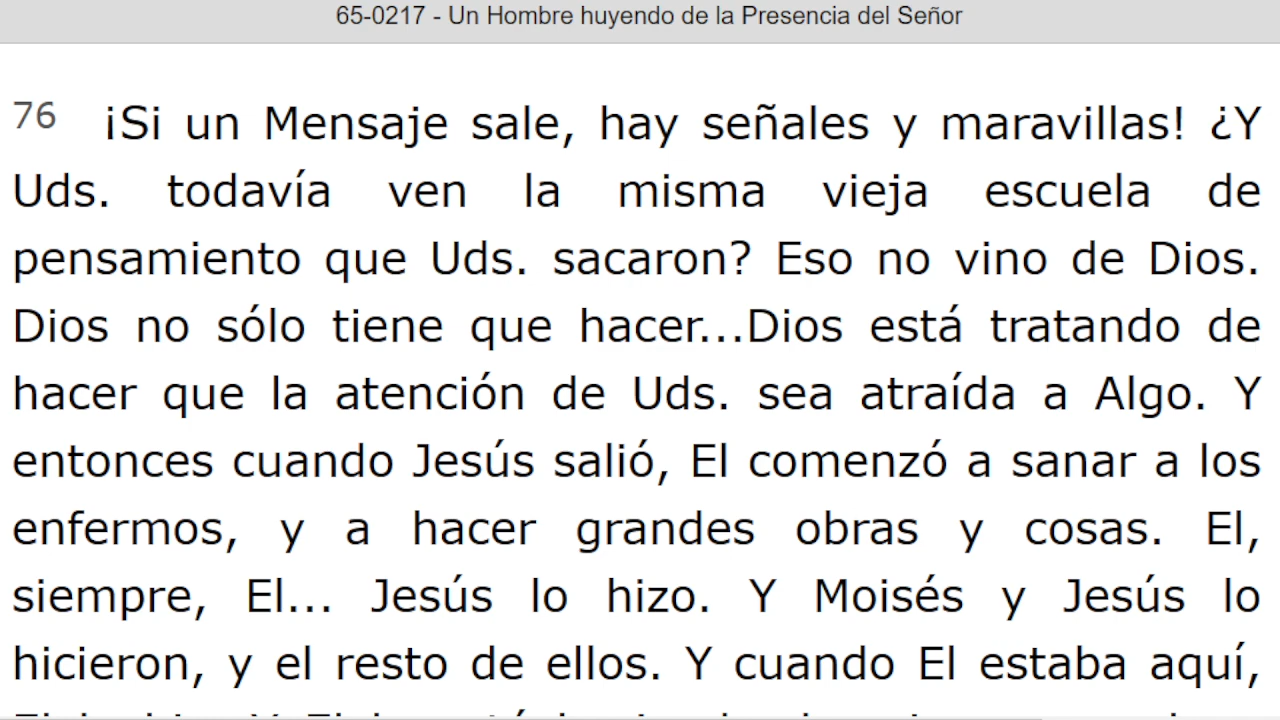 65-0217 - Un Hombre huyendo de la Presencia del Señor
76 ¡Si un Mensaje sale, hay señales y maravillas! ¿Y
Uds. todavía ven la misma vieja escuela de
pensamiento que Uds. sacaron? Eso no vino de Dios.
Dios no sólo tiene que hacer...Dios está tratando de
hacer que la atención de Uds. sea atraída a Algo. Y
entonces cuando Jesús salió, El comenzó a sanar a los
enfermos, y a hacer grandes obras y cosas. El,
siempre, El... Jesús lo hizo. Y Moisés y Jesús lo
hicieron, y el resto de ellos. Y cuando El estaba aquí,